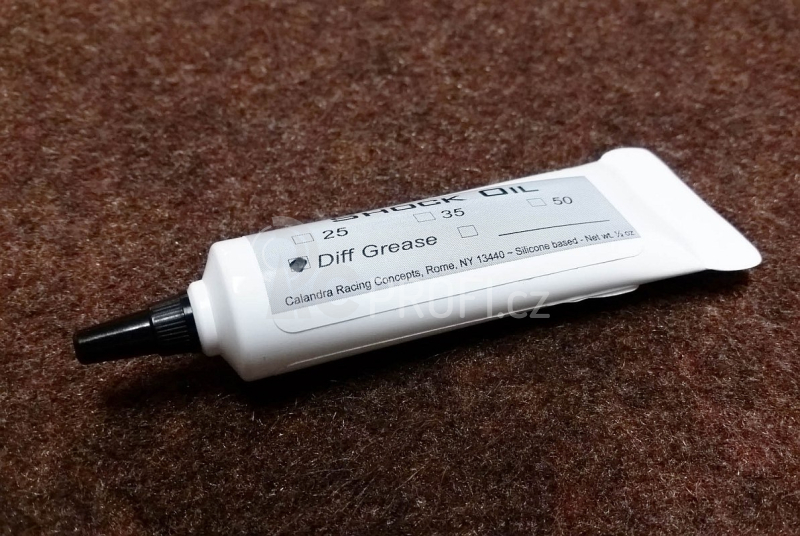 SHOCK OIL
25 35 50
Diff Grease
Calandra Racing Concepts, Rome, NY 13440 ~ Silicone based - Net wt. ½ oz.
PROFI.cz